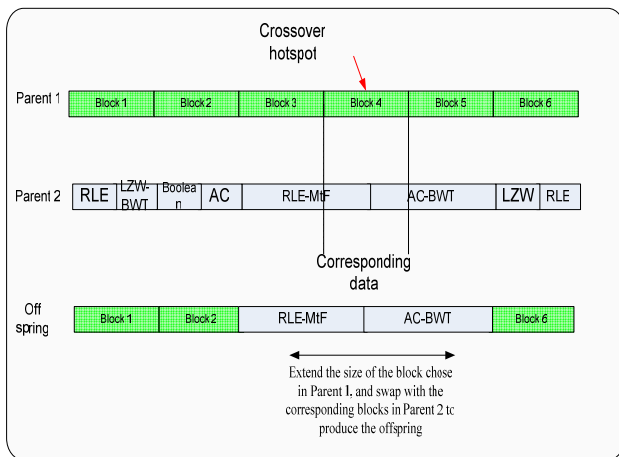 Crossover
hotspot
Parent 1
Block 1 Block 2 Block 3 Block 4 Block 5 Block 6
Parent 2
RLE LZW-
BWT Boolea
n AC RLE-MtF AC-BWT LZW RLE
Corresponding
data
Off
spring
Block 1 Block 2 RLE-MtF AC-BWT Block 6
Extend the size of the block chose
in Parent 1, and swap with the
corresponding blocks in Parent 2 to
produce the offspring